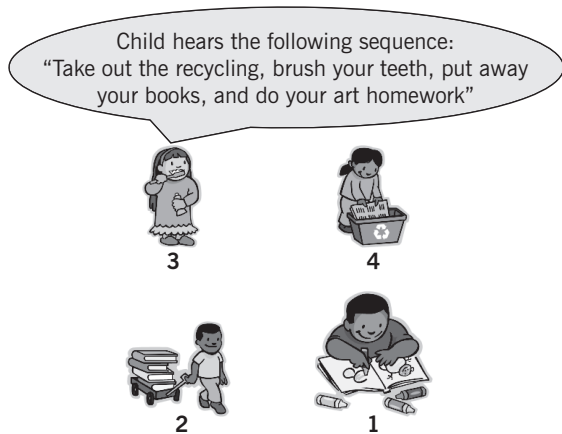 Child hears the following sequence:
“Take out the recycling, brush your teeth, put away
your books, and do your art homework”
3
4
2
1